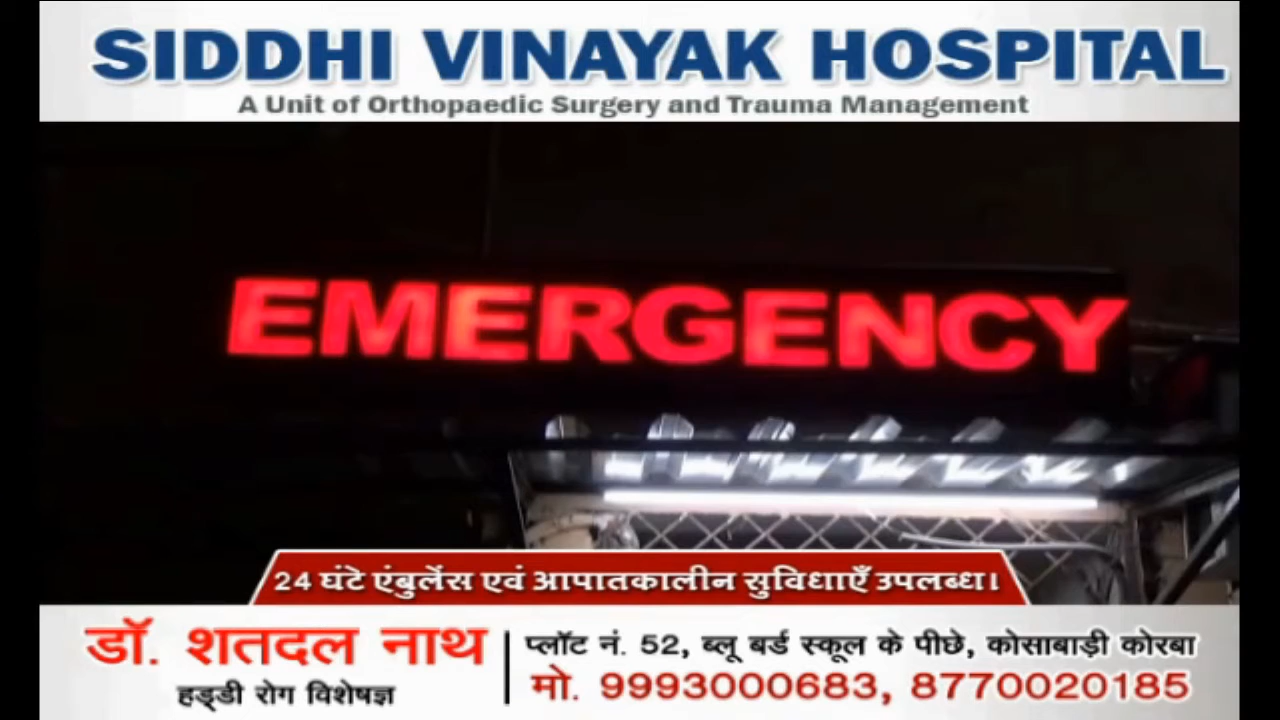 SIDDHI VINAYAK HOSPITAL
A Unit of Orthopaedic Surgery and Trauma Management
EMERGENCY
24 घंटे एंबुलेंस एवं आपातकालीन सुविधाएँ उपलब्ध।
डॉ. शतदल नाथ
हड्डी रोग विशेषज्ञ
प्लॉट नं. 52, ब्लू बर्ड स्कूल के पीछे, कोसाबाड़ी कोरबा
मो. 9993000683, 8770020185